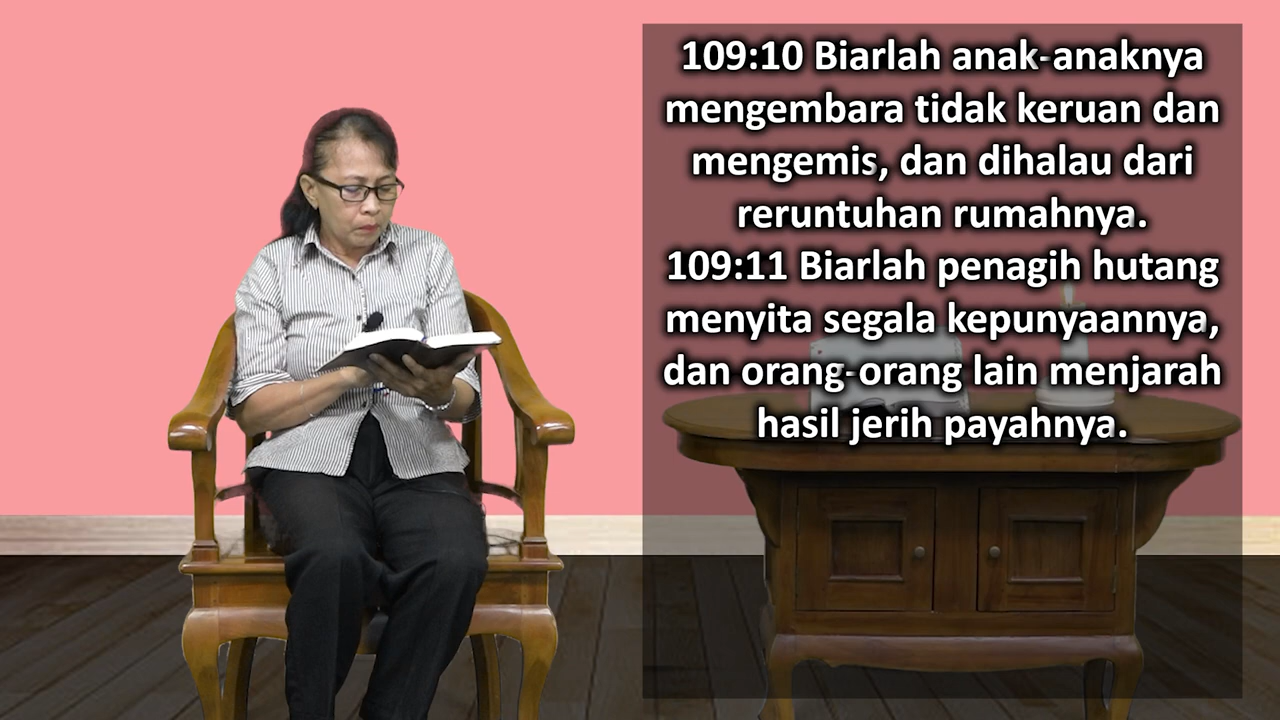 109:10 Biarlah anak-anaknya
mengembara tidak keruan dan
mengemis, dan dihalau dari
reruntuhan rumahnya.
109:11 Biarlah penagih hutang
menyita segala kepunyaannya,
dan orang-orang lain menjarah
hasil jerih payahnya.